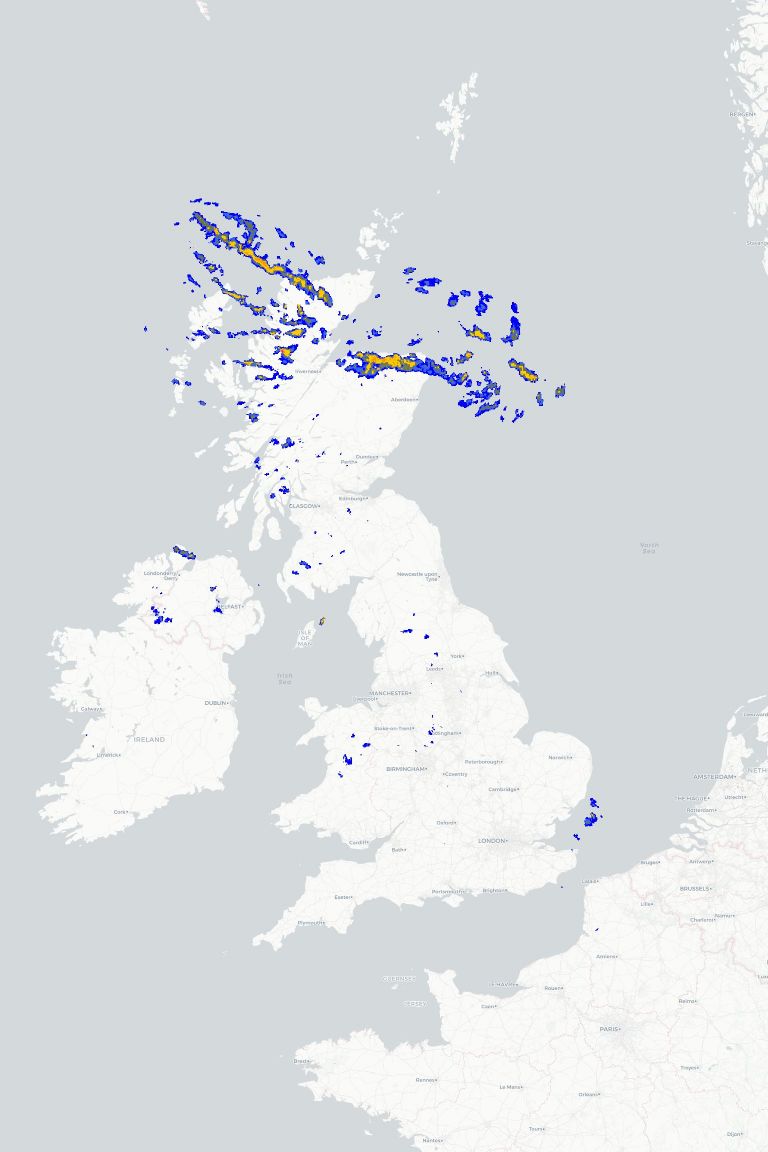 BERGEN
Stavanger
Inverness
Aberdeen
Dundee
Perth
Edinburgh
GLASGOW
North
Sea
Londonderry/
Derry
Newcastle upon
Tyne
BELFAST
ISLE
OF
MAN
York
Leeds
Hull
Irish
Sea
MANCHESTER
Liverpool
DUBLIN
Galway
Stoke-on-Trent
Nottingham
IRELAND
Limerick
Norwich
Peterborough
BIRMINGHAM
Coventry
AMSTERDAM
Cambridge
THE HAGUE
Utrecht
Rotterdam
Cork
Oxford
Cardiff
LONDON
Bath
Bruges
Antwerp
Calais
BRUSSELS
Exeter
Portsmouth
Brighton
Lille
Charleroi
Namur
Plymouth
Amiens
GUERNSEY
LE HAVRE
Rouen
JERSEY
Caen
Reims
PARIS
Brest
Troyes
Rennes
Le Mans
Orléans
Tours
Dijon
Nantes